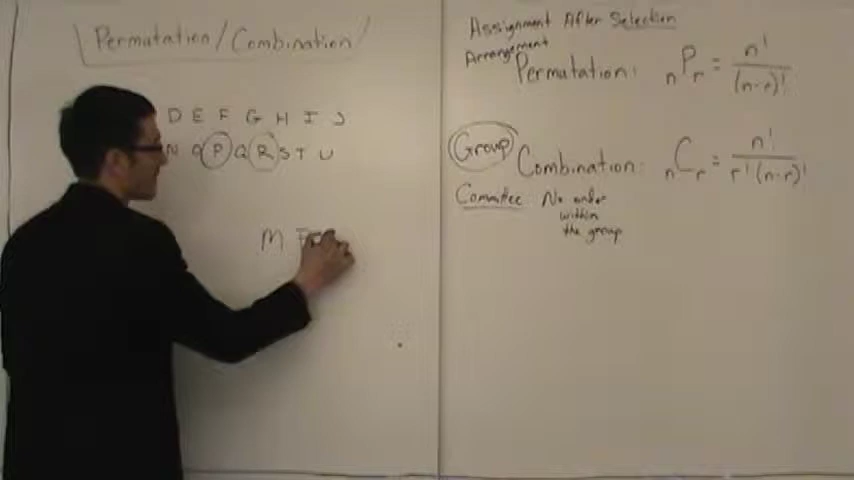 Permutation/Combination
D E F G H I J
N O P Q R S T U
M
Assignment After Selection
Arrangement
Permutation: nPr = n! / (n-r)!
Group Combination: nCr = n! / r!(n-r)!
Committee No order
within
the group